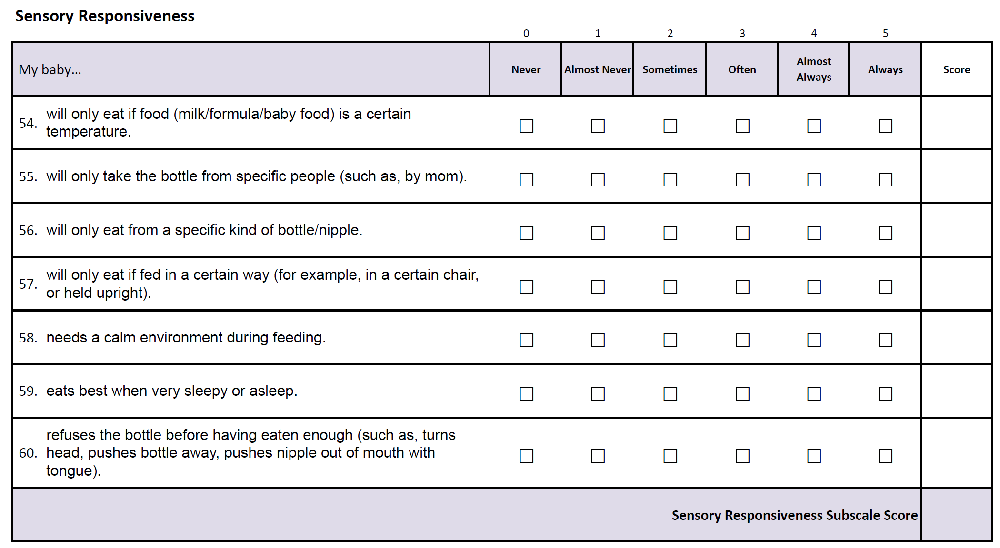 Sensory Responsiveness
0 1 2 3 4 5
My baby... Never Almost Never Sometimes Often Almost Always Always Score
54. will only eat if food (milk/formula/baby food) is a certain
temperature.
55. will only take the bottle from specific people (such as, by mom).
56. will only eat from a specific kind of bottle/nipple.
57. will only eat if fed in a certain way (for example, in a certain chair,
or held upright).
58. needs a calm environment during feeding.
59. eats best when very sleepy or asleep.
60. refuses the bottle before having eaten enough (such as, turns
head, pushes bottle away, pushes nipple out of mouth with
tongue).
Sensory Responsiveness Subscale Score